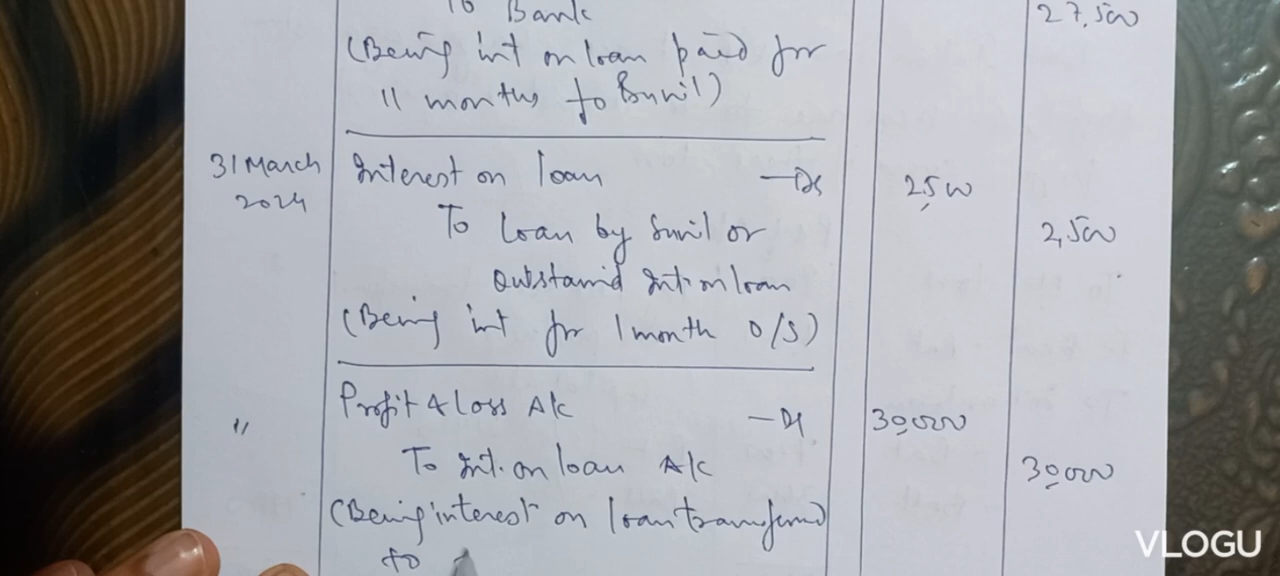 To Bank 27,500
(Being int on loan paid for
11 months to Sunil)
31 March Interest on loan —Dr 2,500
2024
To Loan by Sunil or 2,500
Outstand int. on loan
(Being int for 1 month O/S)
" Profit & Loss A/c —Dr 30,000
To Int. on loan A/c 30,000
(Being interest on loan transferred
to
VLOGU